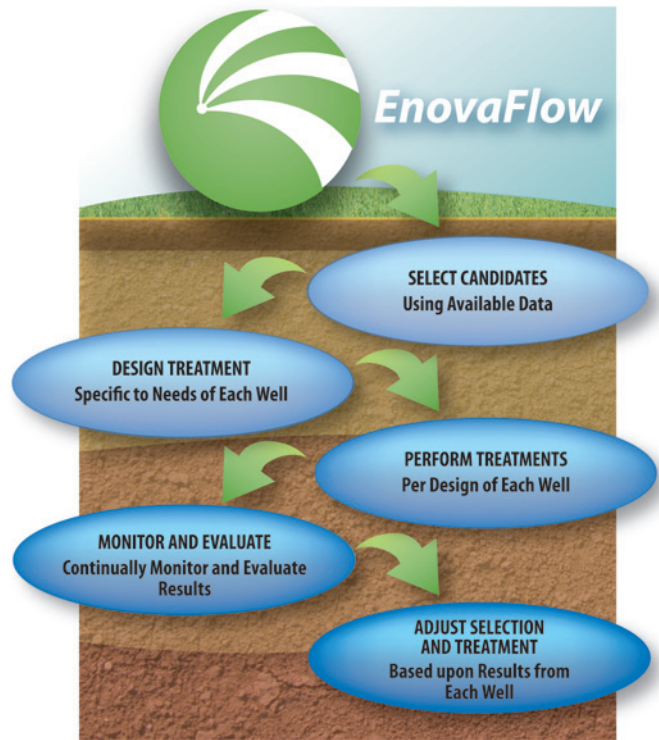 EnovaFlow
SELECT CANDIDATES
Using Available Data
DESIGN TREATMENT
Specific to Needs of Each Well
PERFORM TREATMENTS
Per Design of Each Well
MONITOR AND EVALUATE
Continually Monitor and Evaluate
Results
ADJUST SELECTION
AND TREATMENT
Based upon Results from
Each Well